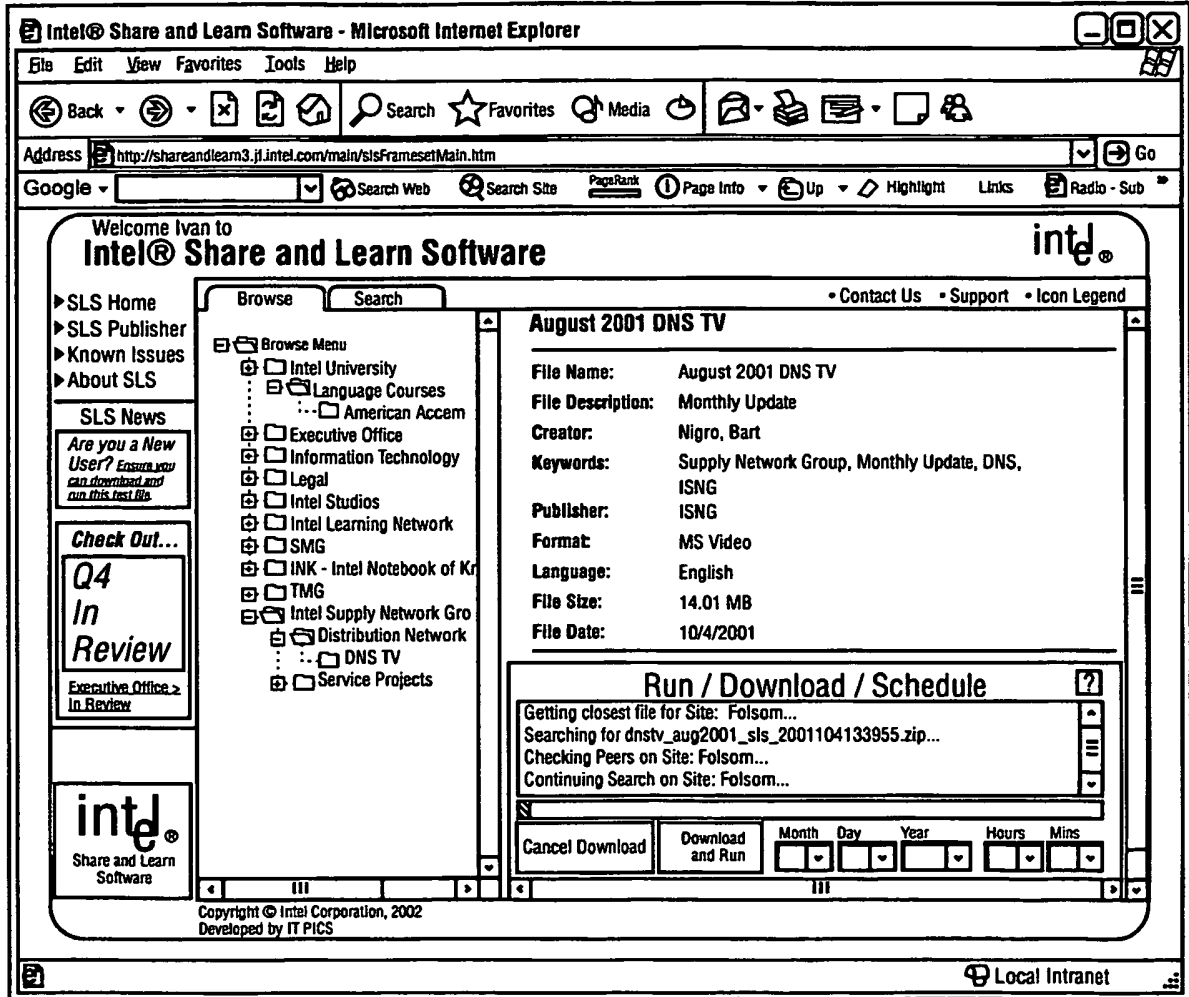 Intel® Share and Learn Software - Microsoft Internet Explorer
File Edit View Favorites Tools Help
Back Search Favorites Media
Address http://shareandlearn3.jf.intel.com/main/slsFramesetMain.htm Go
Google Search Web Search Site PageRank Page Info Up Highlight Links Radio - Sub »
Welcome Ivan to
Intel® Share and Learn Software
intel®
SLS Home
SLS Publisher
Known Issues
About SLS
SLS News
Are you a New
User? Ensure you
can download and
run this test file.
Check Out...
Q4
In
Review
Executive Office >
In Review
intel®
Share and Learn
Software
Browse Search
Browse Menu
Intel University
Language Courses
American Accem
Executive Office
Information Technology
Legal
Intel Studios
Intel Learning Network
SMG
INK - Intel Notebook of Kr
TMG
Intel Supply Network Gro
Distribution Network
DNS TV
Service Projects
• Contact Us • Support • Icon Legend
August 2001 DNS TV
File Name: August 2001 DNS TV
File Description: Monthly Update
Creator: Nigro, Bart
Keywords: Supply Network Group, Monthly Update, DNS,
ISNG
Publisher: ISNG
Format: MS Video
Language: English
File Size: 14.01 MB
File Date: 10/4/2001
Run / Download / Schedule ?
Getting closest file for Site: Folsom...
Searching for dnstv_aug2001_sls_2001104133955.zip...
Checking Peers on Site: Folsom...
Continuing Search on Site: Folsom...
Cancel Download
Download
and Run
Month Day Year Hours Mins
Copyright © Intel Corporation, 2002
Developed by IT PICS
Local Intranet